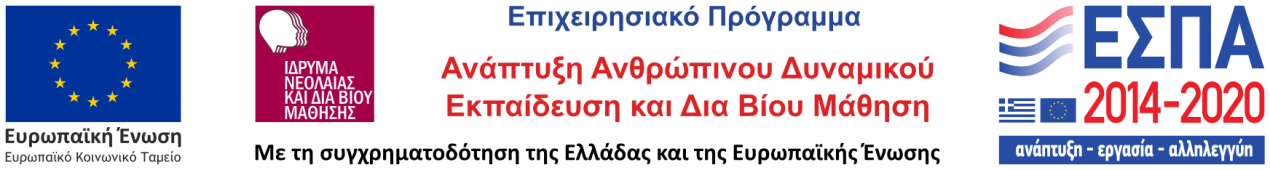 Ευρωπαϊκή Ένωση
Ευρωπαϊκό Κοινωνικό Ταμείο
ΙΔΡΥΜΑ
ΝΕΟΛΑΙΑΣ
ΚΑΙ ΔΙΑ ΒΙΟΥ
ΜΑΘΗΣΗΣ
Επιχειρησιακό Πρόγραμμα
Ανάπτυξη Ανθρώπινου Δυναμικού
Εκπαίδευση και Δια Βίου Μάθηση
Με τη συγχρηματοδότηση της Ελλάδας και της Ευρωπαϊκής Ένωσης
ΕΣΠΑ
2014-2020
ανάπτυξη - εργασία - αλληλεγγύη